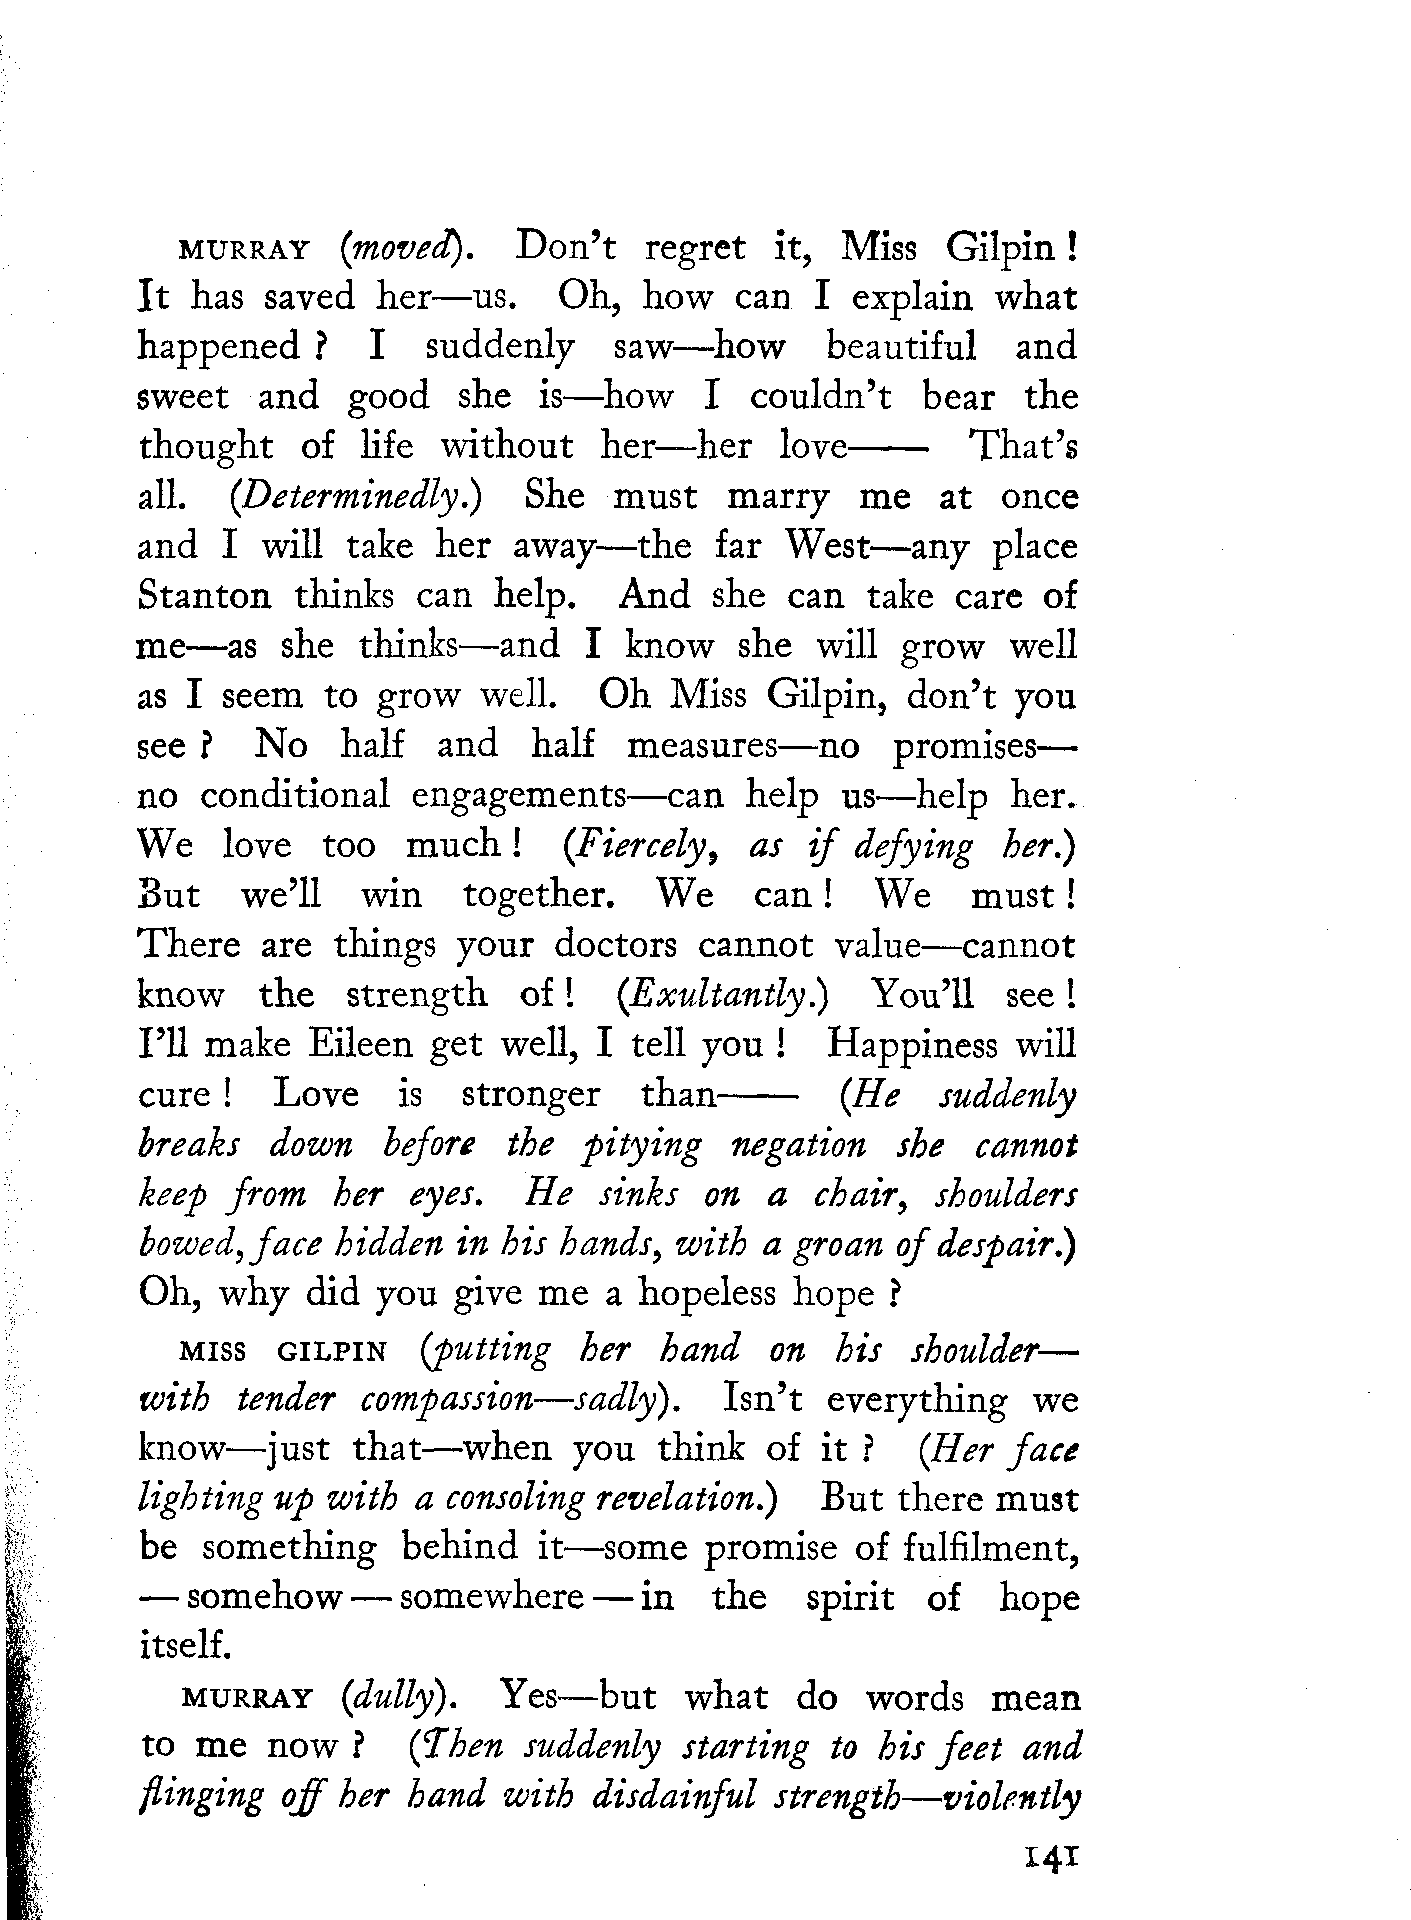 MURRAY (moved). Don't regret it, Miss Gilpin !
It has saved her—us. Oh, how can I explain what
happened ? I suddenly saw—how beautiful and
sweet and good she is—how I couldn't bear the
thought of life without her—her love—— That's
all. (Determinedly.) She must marry me at once
and I will take her away—the far West—any place
Stanton thinks can help. And she can take care of
me—as she thinks—and I know she will grow well
as I seem to grow well. Oh Miss Gilpin, don't you
see ? No half and half measures—no promises—
no conditional engagements—can help us—help her.
We love too much ! (Fiercely, as if defying her.)
But we'll win together. We can ! We must !
There are things your doctors cannot value—cannot
know the strength of ! (Exultantly.) You'll see !
I'll make Eileen get well, I tell you ! Happiness will
cure ! Love is stronger than—— (He suddenly
breaks down before the pitying negation she cannot
keep from her eyes. He sinks on a chair, shoulders
bowed, face hidden in his hands, with a groan of despair.)
Oh, why did you give me a hopeless hope ?
MISS GILPIN (putting her hand on his shoulder—
with tender compassion—sadly). Isn't everything we
know—just that—when you think of it ? (Her face
lighting up with a consoling revelation.) But there must
be something behind it—some promise of fulfilment,
— somehow — somewhere — in the spirit of hope
itself.
MURRAY (dully). Yes—but what do words mean
to me now ? (Then suddenly starting to his feet and
flinging off her hand with disdainful strength—violently
141